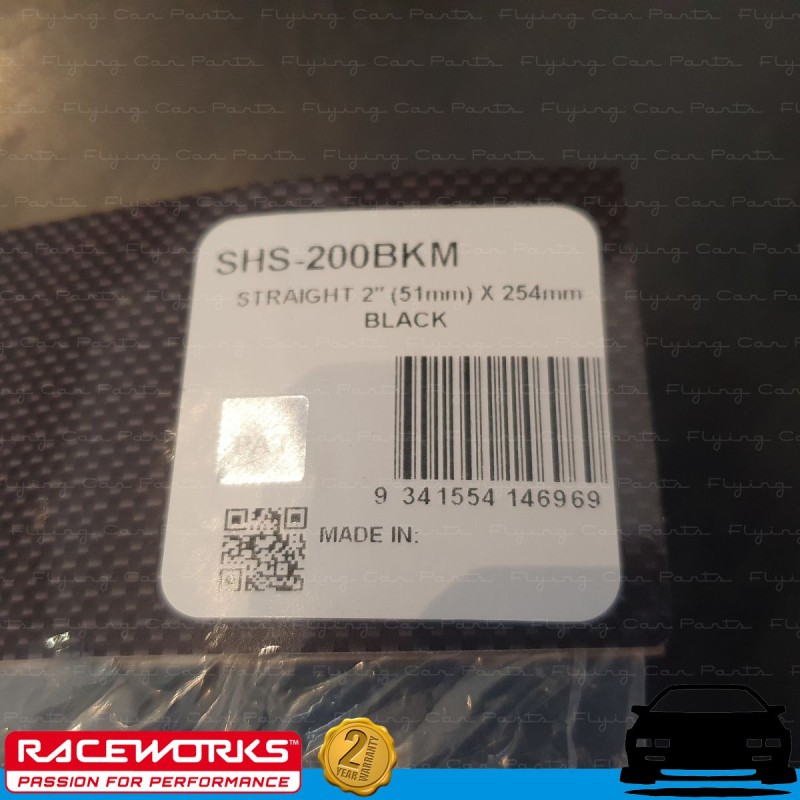 Flying Car Parts
SHS-200BKM
STRAIGHT 2" (51mm) X 254mm
BLACK
9 341554 146969
MADE IN:
RACEWORKS™
PASSION FOR PERFORMANCE
2
YEAR WARRANTY